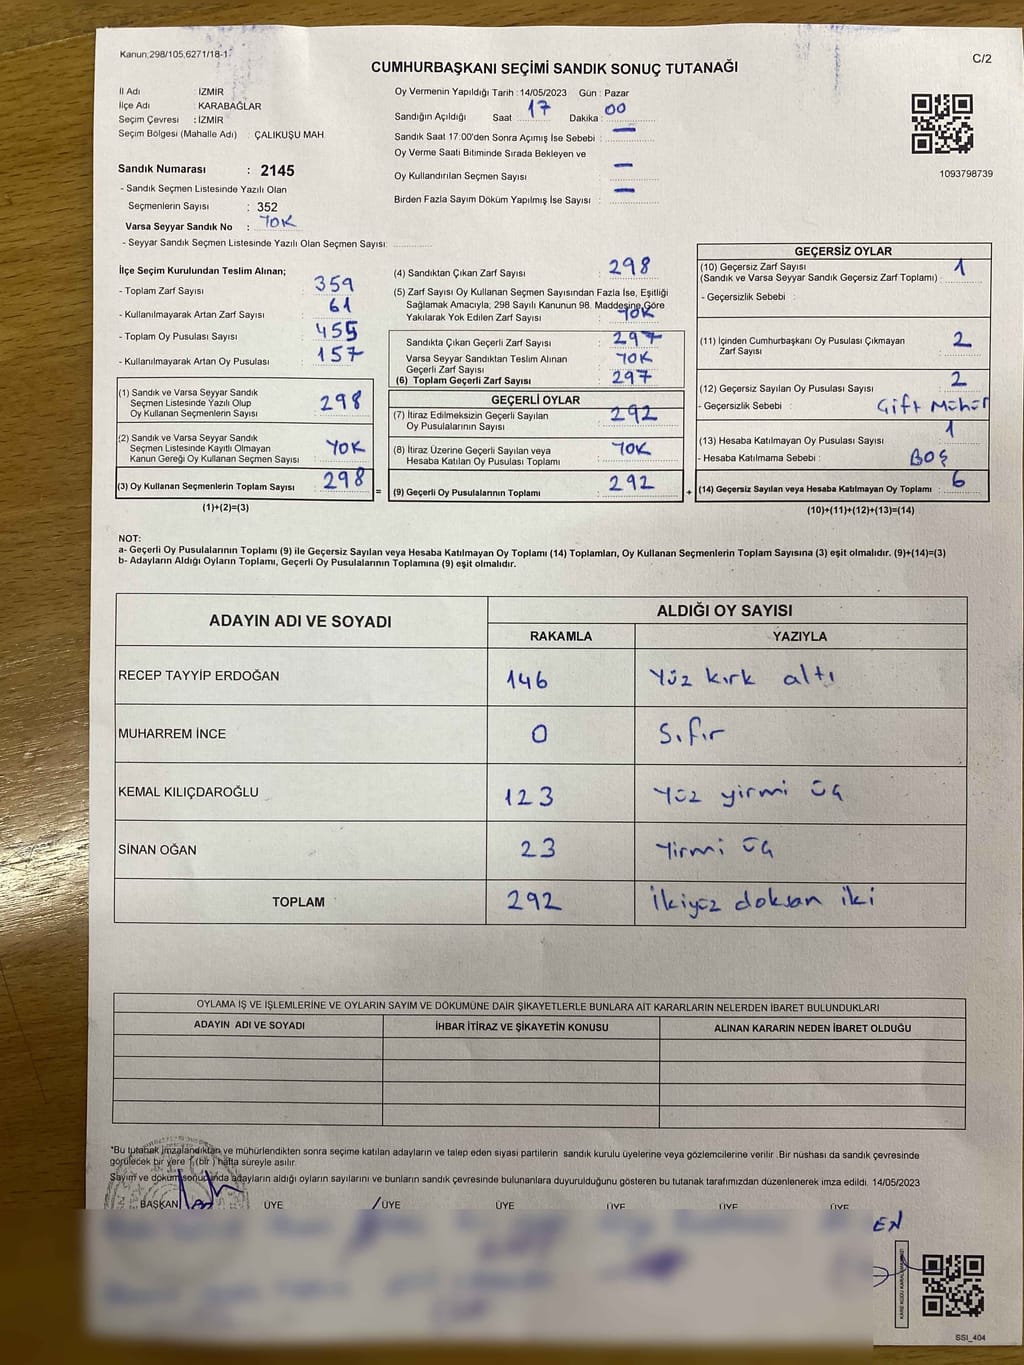 Kanun;298/105;6271/18-1
C/2
CUMHURBAŞKANI SEÇİMİ SANDIK SONUÇ TUTANAĞI
İl Adı : İZMİR
İlçe Adı : KARABAĞLAR
Seçim Çevresi : İZMİR
Seçim Bölgesi (Mahalle Adı) : ÇALIKUŞU MAH.
Sandık Numarası : 2145
- Sandık Seçmen Listesinde Yazılı Olan
Seçmenlerin Sayısı : 352
Varsa Seyyar Sandık No : YOK
- Seyyar Sandık Seçmen Listesinde Yazılı Olan Seçmen Sayısı:
Oy Vermenin Yapıldığı Tarih : 14/05/2023 Gün : Pazar
Sandığın Açıldığı Saat : 17 Dakika : 00
Sandık Saat 17:00'den Sonra Açımış İse Sebebi : —
Oy Verme Saati Bitiminde Sırada Bekleyen ve
Oy Kullandırılan Seçmen Sayısı : —
Birden Fazla Sayım Döküm Yapılmış İse Sayısı : —
1093798739
İlçe Seçim Kurulundan Teslim Alınan;
- Toplam Zarf Sayısı : 359
- Kullanılmayarak Artan Zarf Sayısı : 61
- Toplam Oy Pusulası Sayısı : 455
- Kullanılmayarak Artan Oy Pusulası : 157
(1) Sandık ve Varsa Seyyar Sandık
Seçmen Listesinde Yazılı Olup
Oy Kullanan Seçmenlerin Sayısı : 298
(2) Sandık ve Varsa Seyyar Sandık
Seçmen Listesinde Kayıtlı Olmayan
Kanun Gereği Oy Kullanan Seçmen Sayısı : YOK
(3) Oy Kullanan Seçmenlerin Toplam Sayısı : 298
(1)+(2)=(3)
=
(4) Sandıktan Çıkan Zarf Sayısı : 298
(5) Zarf Sayısı Oy Kullanan Seçmen Sayısından Fazla İse, Eşitliği
Sağlamak Amacıyla; 298 Sayılı Kanunun 98. Maddesine Göre
Yakılarak Yok Edilen Zarf Sayısı : YOK
Sandıkta Çıkan Geçerli Zarf Sayısı : 297
Varsa Seyyar Sandıktan Teslim Alınan
Geçerli Zarf Sayısı : YOK
(6) Toplam Geçerli Zarf Sayısı : 297
GEÇERLİ OYLAR
(7) İtiraz Edilmeksizin Geçerli Sayılan
Oy Pusulalarının Sayısı : 292
(8) İtiraz Üzerine Geçerli Sayılan veya
Hesaba Katılan Oy Pusulası Toplamı : YOK
(9) Geçerli Oy Pusulalarının Toplamı : 292
+
GEÇERSİZ OYLAR
(10) Geçersiz Zarf Sayısı
(Sandık ve Varsa Seyyar Sandık Geçersiz Zarf Toplamı) : 1
- Geçersizlik Sebebi :
(11) İçinden Cumhurbaşkanı Oy Pusulası Çıkmayan
Zarf Sayısı : 2
(12) Geçersiz Sayılan Oy Pusulası Sayısı : 2
- Geçersizlik Sebebi : Çift Mühür
(13) Hesaba Katılmayan Oy Pusulası Sayısı : 1
- Hesaba Katılmama Sebebi : BOŞ
(14) Geçersiz Sayılan veya Hesaba Katılmayan Oy Toplamı : 6
(10)+(11)+(12)+(13)=(14)
NOT:
a- Geçerli Oy Pusulalarının Toplamı (9) ile Geçersiz Sayılan veya Hesaba Katılmayan Oy Toplamı (14) Toplamları, Oy Kullanan Seçmenlerin Toplam Sayısına (3) eşit olmalıdır. (9)+(14)=(3)
b- Adayların Aldığı Oyların Toplamı, Geçerli Oy Pusulalarının Toplamına (9) eşit olmalıdır.
ADAYIN ADI VE SOYADI
ALDIĞI OY SAYISI
RAKAMLA YAZIYLA
RECEP TAYYİP ERDOĞAN 146 Yüz kırk altı
MUHARREM İNCE 0 Sıfır
KEMAL KILIÇDAROĞLU 123 Yüz yirmi üç
SİNAN OĞAN 23 Yirmi üç
TOPLAM 292 İkiyüz doksan iki
OYLAMA İŞ VE İŞLEMLERİNE VE OYLARIN SAYIM VE DÖKÜMÜNE DAİR ŞİKAYETLERLE BUNLARA AİT KARARLARIN NELERDEN İBARET BULUNDUKLARI
ADAYIN ADI VE SOYADI İHBAR İTİRAZ VE ŞİKAYETİN KONUSU ALINAN KARARIN NEDEN İBARET OLDUĞU
*Bu tutanak imzalandıktan ve mühürlendikten sonra seçime katılan adayların ve talep eden siyasi partilerin sandık kurulu üyelerine veya gözlemcilerine verilir .Bir nüshası da sandık çevresinde
görülecek bir yere 1 (bir ) hafta süreyle asılır.
Sayım ve döküm sonucunda adayların aldığı oyların sayılarını ve bunların sandık çevresinde bulunanlara duyurulduğunu gösteren bu tutanak tarafımızdan düzenlenerek imza edildi. 14/05/2023
BAŞKAN ÜYE ÜYE ÜYE ÜYE ÜYE ÜYE
EN
SSI_404